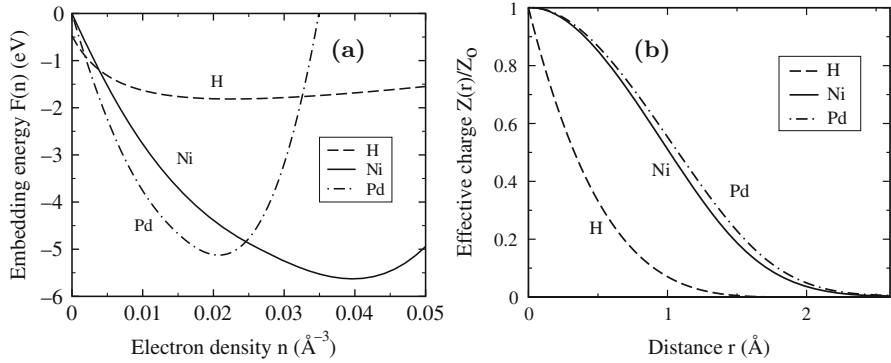 (a)
Embedding energy F(n) (eV)
0
−1
−2
−3
−4
−5
−6
H
Ni
Pd
H
Ni
Pd
0
0.01
0.02
0.03
0.04
0.05
Electron density n (Å⁻³)
(b)
Effective charge Z(r)/Z_O
1
0.8
0.6
0.4
0.2
0
H
Ni
Pd
Ni
Pd
H
0
1
2
Distance r (Å)